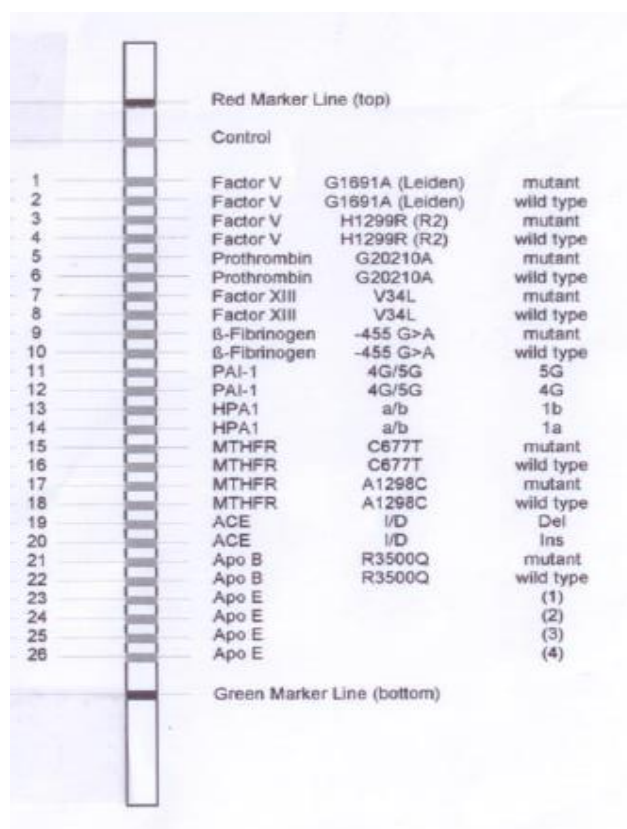 Red Marker Line (top)
Control
1 Factor V G1691A (Leiden) mutant
2 Factor V G1691A (Leiden) wild type
3 Factor V H1299R (R2) mutant
4 Factor V H1299R (R2) wild type
5 Prothrombin G20210A mutant
6 Prothrombin G20210A wild type
7 Factor XIII V34L mutant
8 Factor XIII V34L wild type
9 ß-Fibrinogen -455 G>A mutant
10 ß-Fibrinogen -455 G>A wild type
11 PAI-1 4G/5G 5G
12 PAI-1 4G/5G 4G
13 HPA1 a/b 1b
14 HPA1 a/b 1a
15 MTHFR C677T mutant
16 MTHFR C677T wild type
17 MTHFR A1298C mutant
18 MTHFR A1298C wild type
19 ACE I/D Del
20 ACE I/D Ins
21 Apo B R3500Q mutant
22 Apo B R3500Q wild type
23 Apo E (1)
24 Apo E (2)
25 Apo E (3)
26 Apo E (4)
Green Marker Line (bottom)